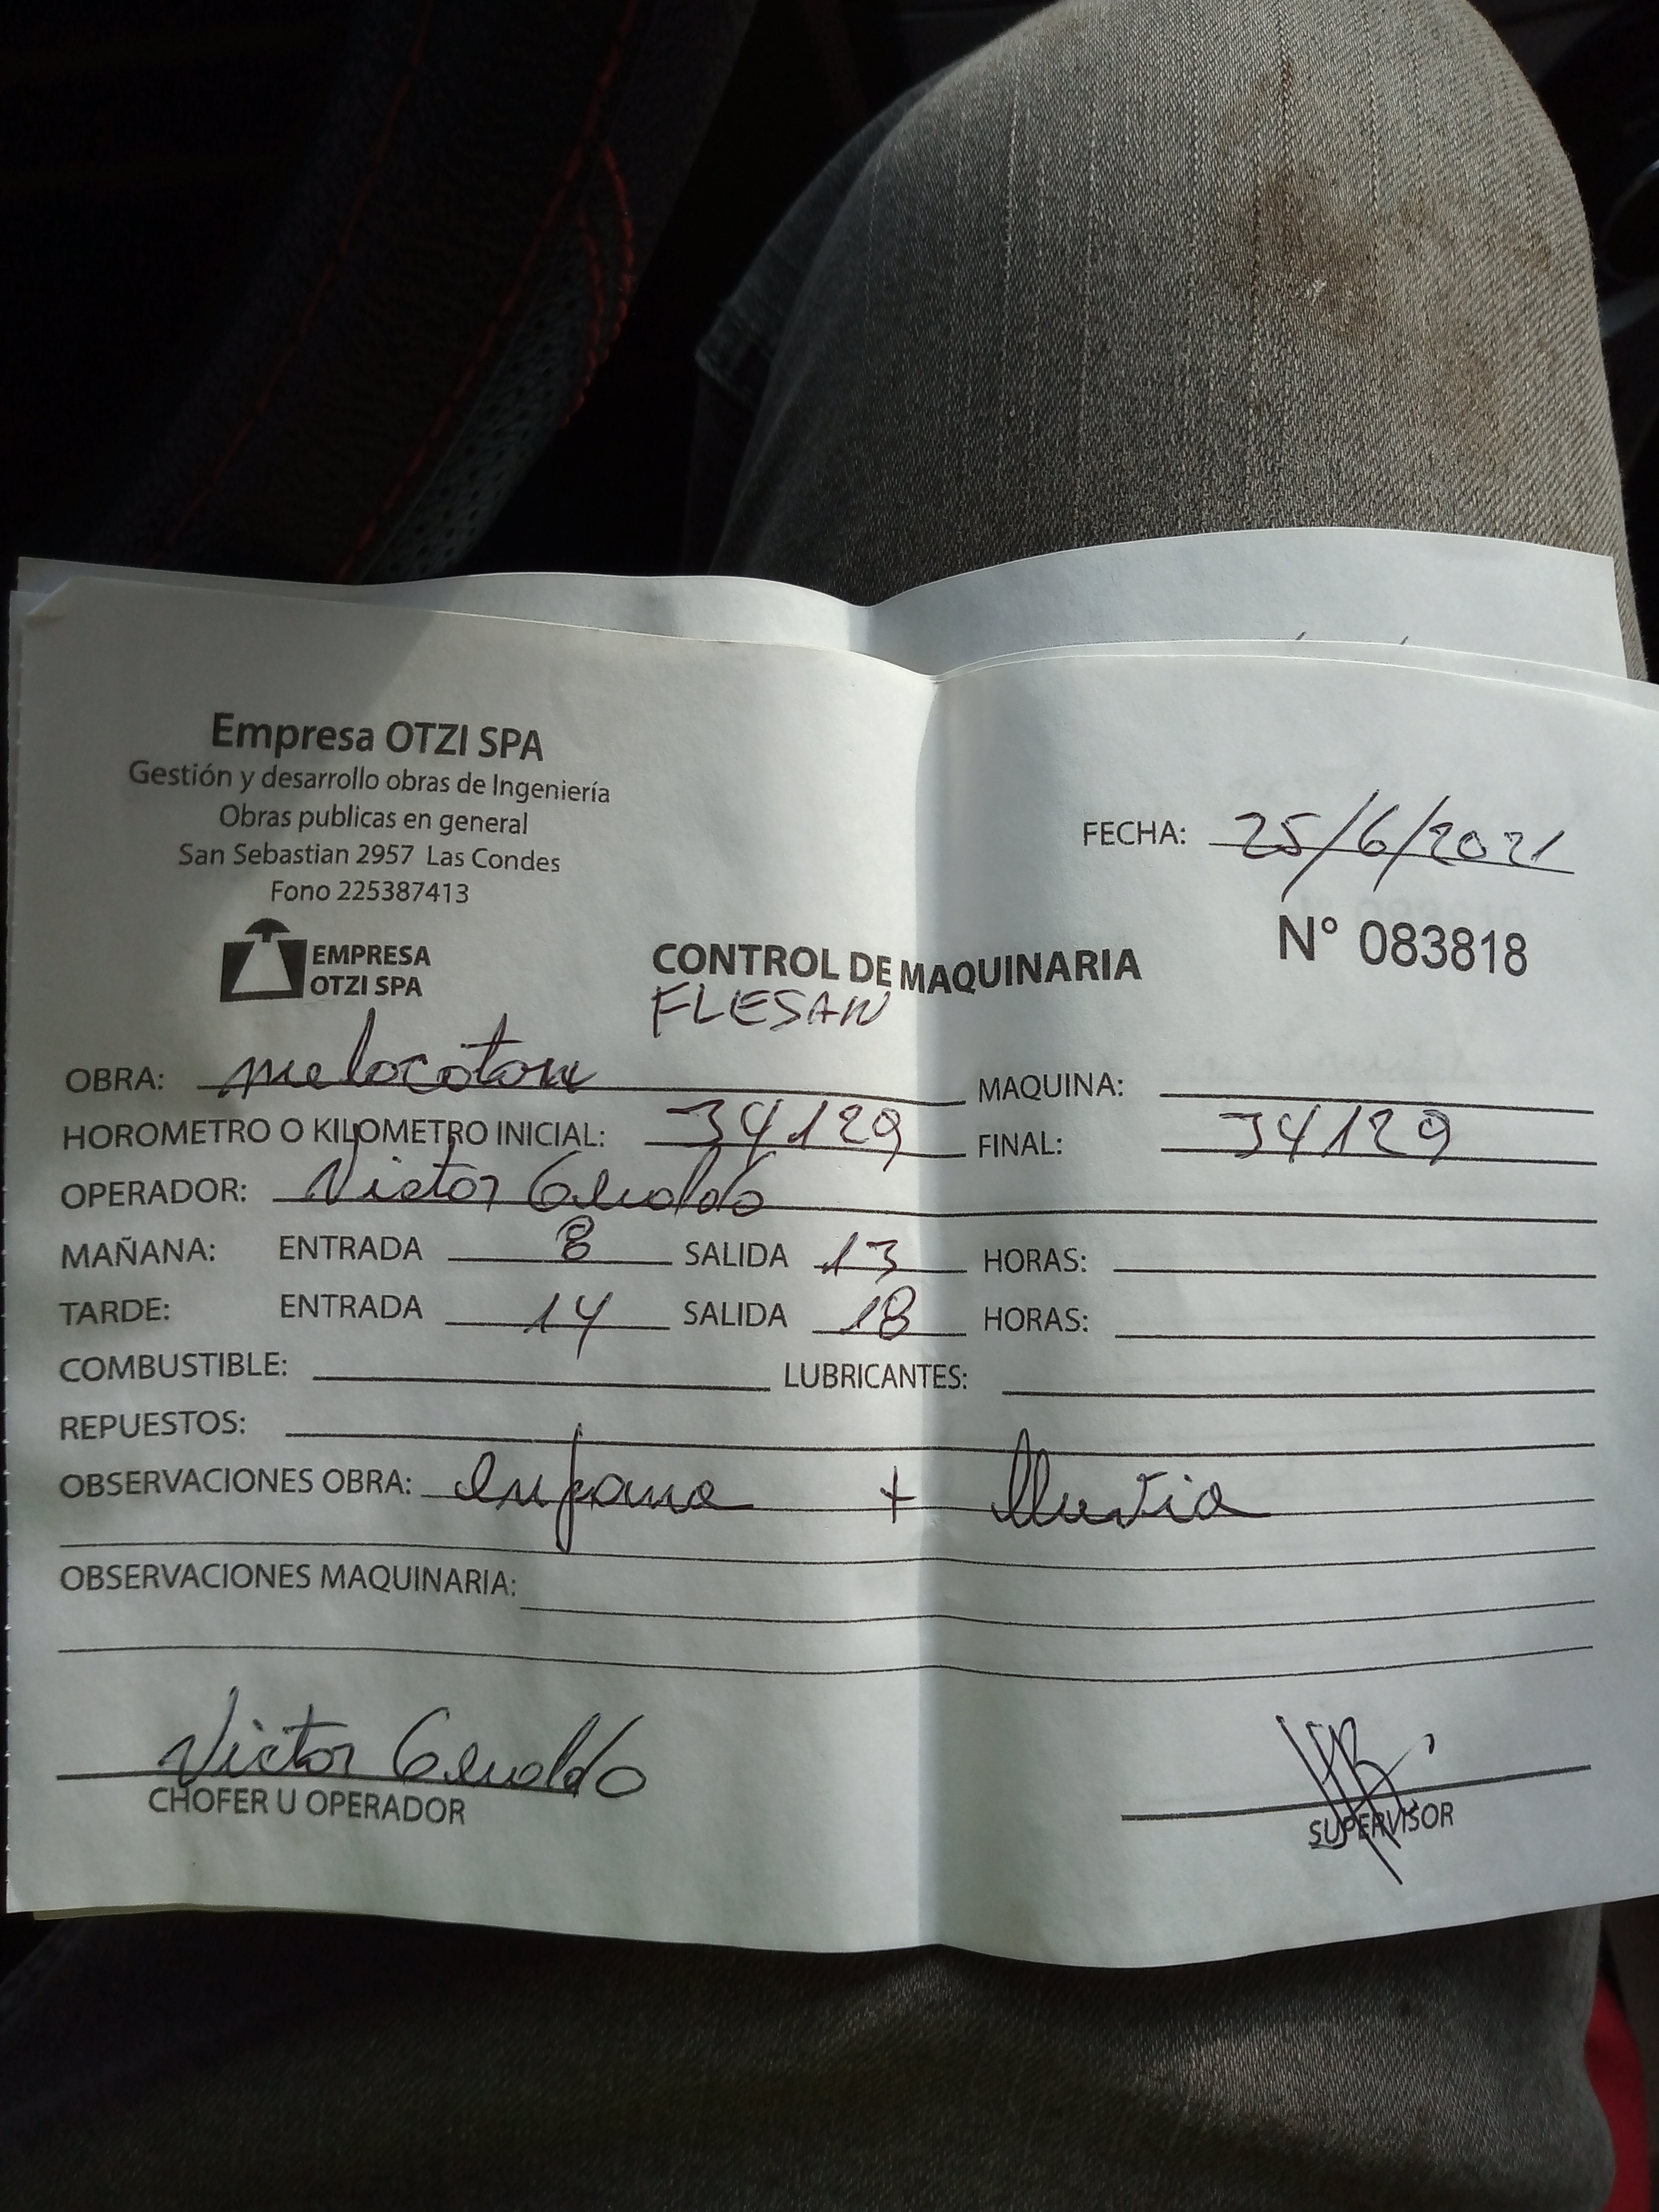 Empresa OTZI SPA
Gestión y desarrollo obras de Ingeniería
Obras publicas en general
San Sebastian 2957 Las Condes
Fono 225387413
EMPRESA
OTZI SPA
FECHA: 25/6/2021
N° 083818
CONTROL DE MAQUINARIA
FLESAN
OBRA: melocoton MAQUINA:
HOROMETRO O KILOMETRO INICIAL: 34129 FINAL: 34129
OPERADOR: Victor
MAÑANA: ENTRADA 8 SALIDA 13 HORAS:
TARDE: ENTRADA 14 SALIDA 18 HORAS:
COMBUSTIBLE: LUBRICANTES:
REPUESTOS:
OBSERVACIONES OBRA: + lluvia
OBSERVACIONES MAQUINARIA:
Victor
CHOFER U OPERADOR
SUPERVISOR